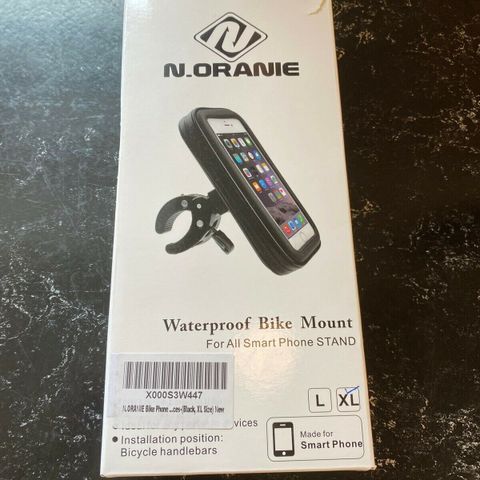 N.ORANIE
Waterproof Bike Mount
For All Smart Phone STAND
X000S3W447
N.ORANIE Bike Phone ...ces-(Black, XL Size) New
L XL
vices
• Installation position:
Bicycle handlebars
Made for
Smart Phone